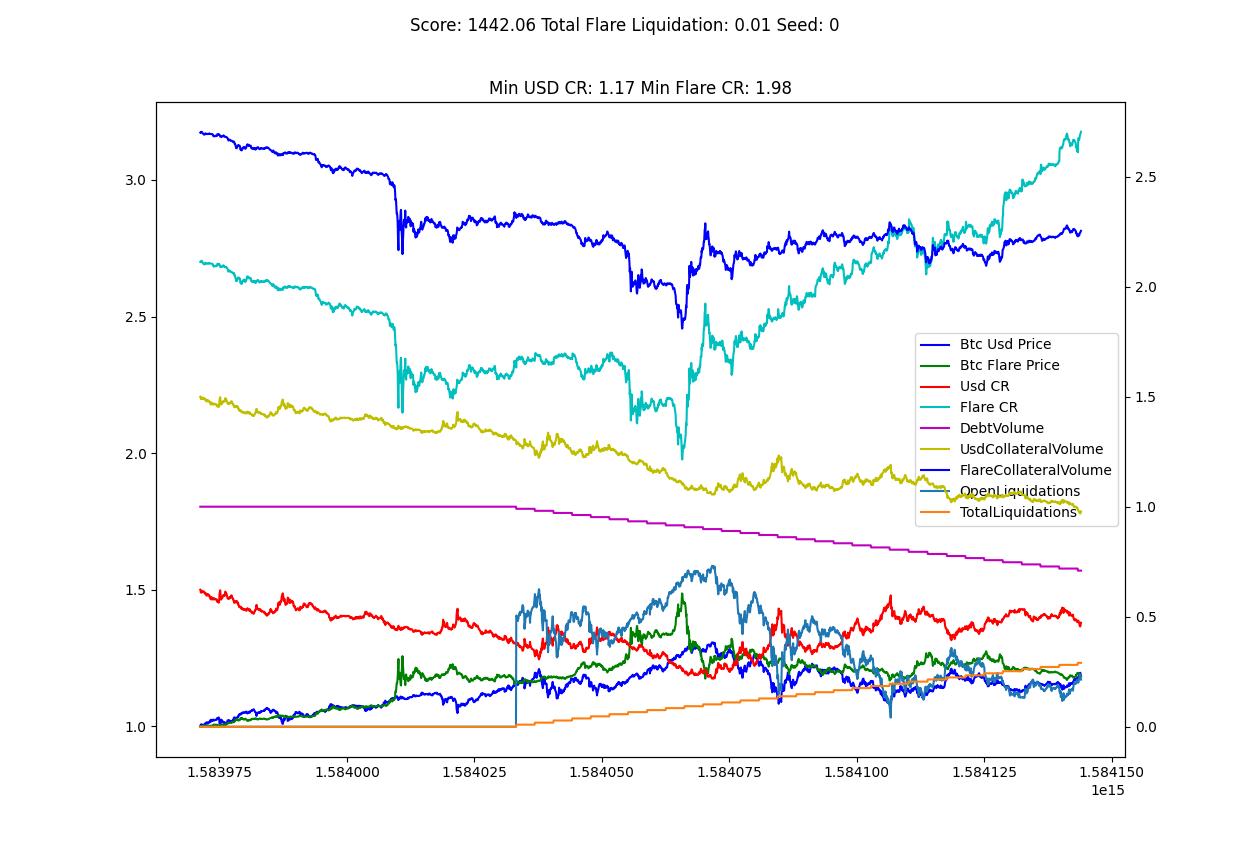 Score: 1442.06 Total Flare Liquidation: 0.01 Seed: 0
Min USD CR: 1.17 Min Flare CR: 1.98
3.0
2.5
2.0
1.5
1.0
2.5
2.0
1.5
1.0
0.5
0.0
Btc Usd Price
Btc Flare Price
Usd CR
Flare CR
DebtVolume
UsdCollateralVolume
FlareCollateralVolume
OpenLiquidations
TotalLiquidations
1.583975 1.584000 1.584025 1.584050 1.584075 1.584100 1.584125 1.584150
1e15